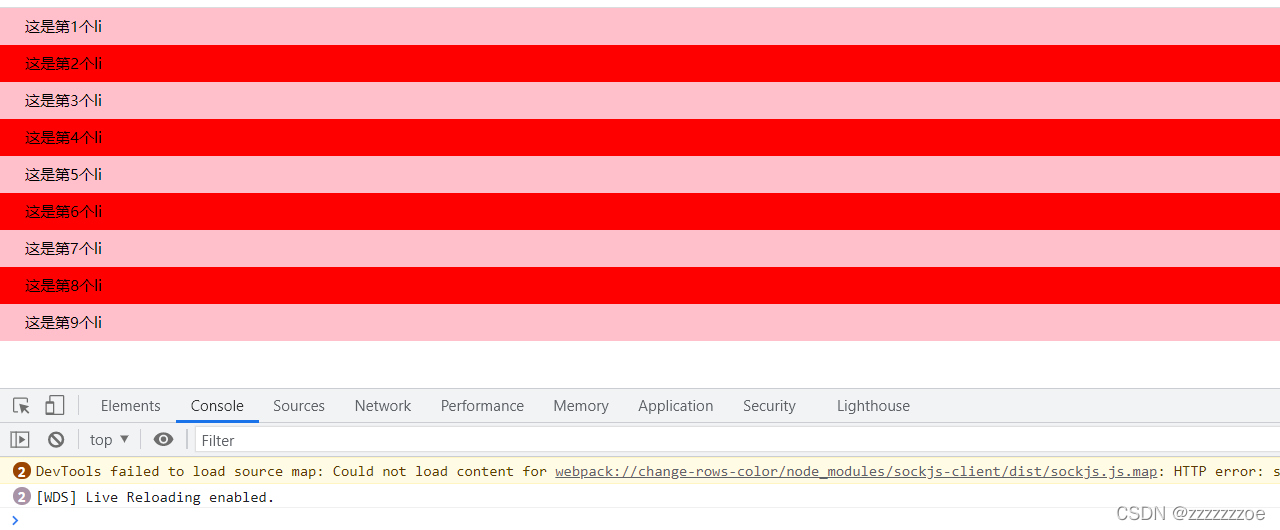 这是第1个li
这是第2个li
这是第3个li
这是第4个li
这是第5个li
这是第6个li
这是第7个li
这是第8个li
这是第9个li
Elements Console Sources Network Performance Memory Application Security Lighthouse
top Filter
2 DevTools failed to load source map: Could not load content for webpack://change-rows-color/node_modules/sockjs-client/dist/sockjs.js.map: HTTP error: s
2 [WDS] Live Reloading enabled.
CSDN @zzzzzzzoe